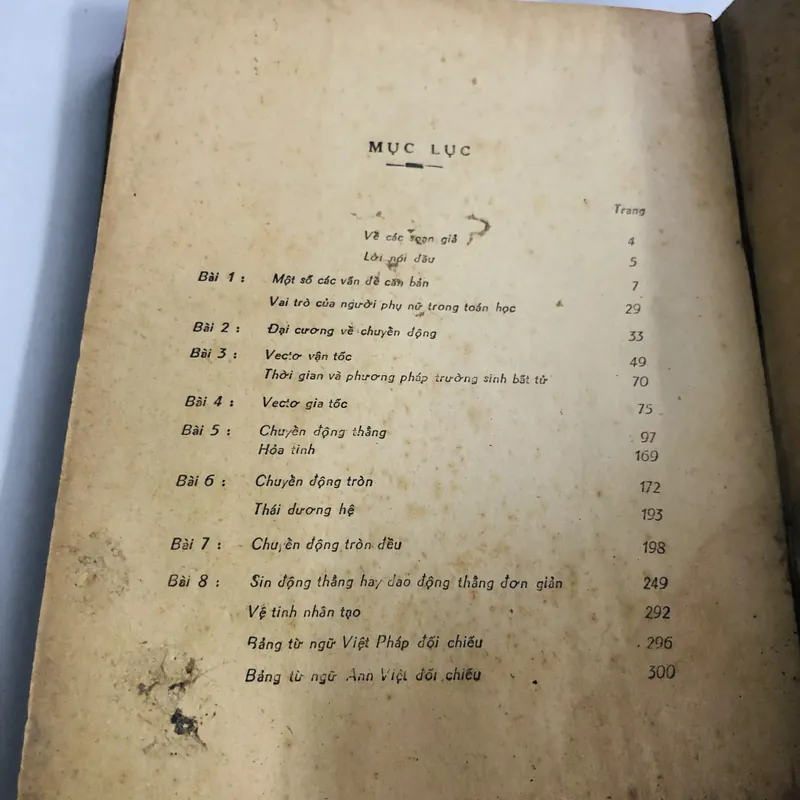 MỤC LỤC
Trang
Về các soạn giả 4
Lời nói đầu 5
Bài 1 : Một số các vấn đề căn bản 7
Vai trò của người phụ nữ trong toán học 29
Bài 2 : Đại cương về chuyển động 33
Bài 3 : Vectơ vận tốc 49
Thời gian và phương pháp trường sinh bất tử 70
Bài 4 : Vectơ gia tốc 75
Bài 5 : Chuyển động thẳng 97
Hỏa tinh 169
Bài 6 : Chuyển động tròn 172
Thái dương hệ 193
Bài 7 : Chuyển động tròn đều 198
Bài 8 : Sin động thẳng hay dao động thẳng đơn giản 249
Vệ tinh nhân tạo 292
Bảng từ ngữ Việt Pháp đối chiếu 296
Bảng từ ngữ Anh Việt đối chiếu 300